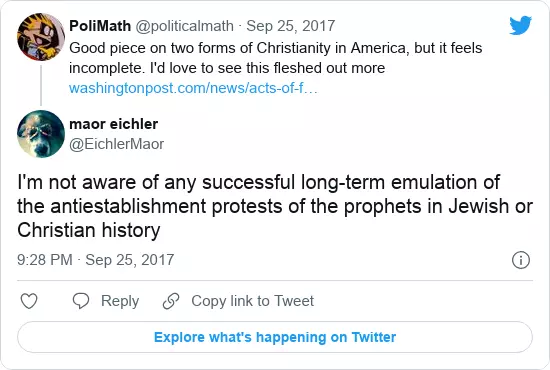 PoliMath @politicalmath · Sep 25, 2017
Good piece on two forms of Christianity in America, but it feels
incomplete. I'd love to see this fleshed out more
washingtonpost.com/news/acts-of-f…
maor eichler
@EichlerMaor
I'm not aware of any successful long-term emulation of
the antiestablishment protests of the prophets in Jewish or
Christian history
9:28 PM · Sep 25, 2017
Reply
Copy link to Tweet
Explore what's happening on Twitter